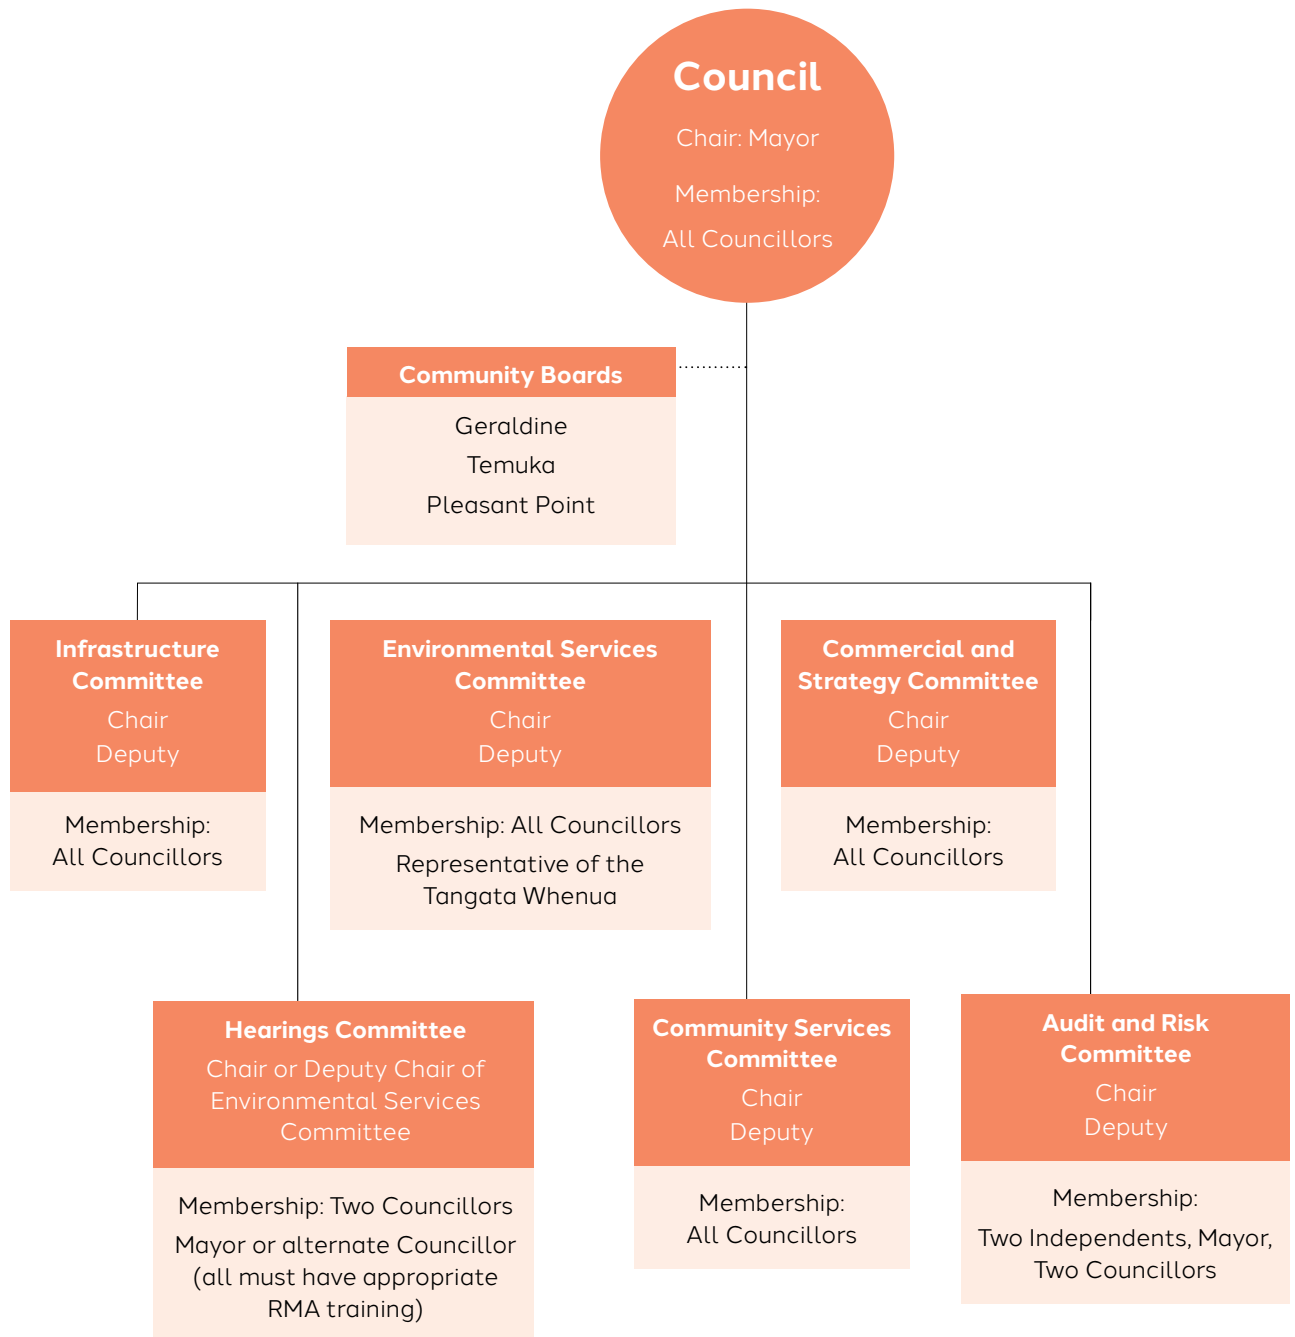 Council
Chair: Mayor
Membership:
All Councillors
Community Boards
Geraldine
Temuka
Pleasant Point
Infrastructure
Committee
Chair
Deputy
Membership:
All Councillors
Environmental Services
Committee
Chair
Deputy
Membership: All Councillors
Representative of the
Tangata Whenua
Commercial and
Strategy Committee
Chair
Deputy
Membership:
All Councillors
Hearings Committee
Chair or Deputy Chair of
Environmental Services
Committee
Membership: Two Councillors
Mayor or alternate Councillor
(all must have appropriate
RMA training)
Community Services
Committee
Chair
Deputy
Membership:
All Councillors
Audit and Risk
Committee
Chair
Deputy
Membership:
Two Independents, Mayor,
Two Councillors